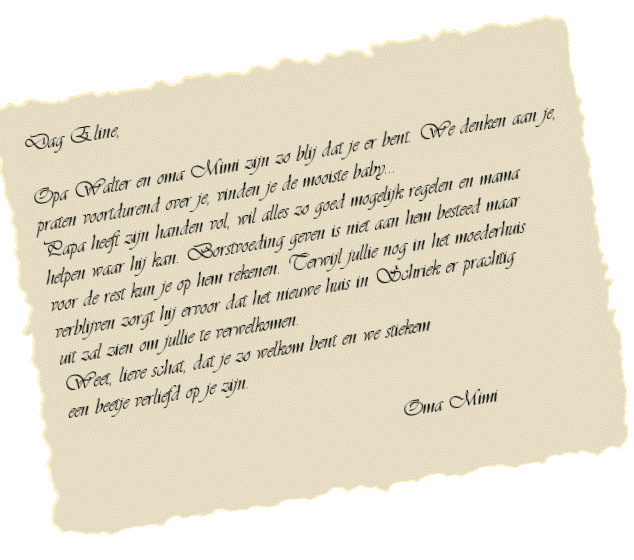 Dag Eline,
Opa Walter en oma Mimi zijn zo blij dat je er bent. We denken aan je,
praten voortdurend over je, vinden je de mooiste baby...
Papa heeft zijn handen vol, wil alles zo goed mogelijk regelen en mama
helpen waar hij kan. Borstvoeding geven is niet aan hem besteed maar
voor de rest kun je op hem rekenen. Terwijl jullie nog in het moederhuis
verblijven zorgt hij ervoor dat het nieuwe huis in Schriek er prachtig
uit zal zien om jullie te verwelkomen.
Weet, lieve schat, dat je zo welkom bent en we stiekem
een beetje verliefd op je zijn.
Oma Mimi